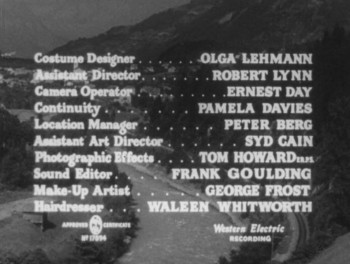 Costume Designer . . . . . . OLGA LEHMANN
Assistant Director . . . . . . . ROBERT LYNN
Camera Operator . . . . . . . . ERNEST DAY
Continuity . . . . . . . . PAMELA DAVIES
Location Manager . . . . . . . PETER BERG
Assistant Art Director . . . . . . SYD CAIN
Photographic Effects . . . . TOM HOWARD F.R.P.S.
Sound Editor . . . . . FRANK GOULDING
Make-Up Artist . . . . . GEORGE FROST
Hairdresser . . . . WALEEN WHITWORTH
APPROVED CERTIFICATE
Western Electric
RECORDING